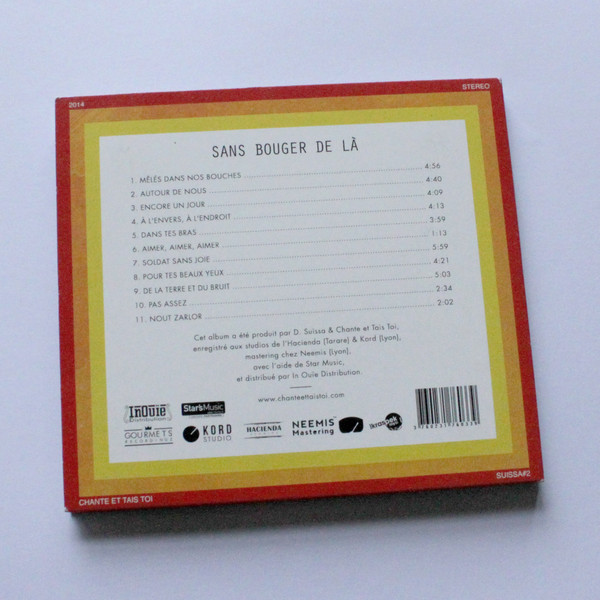 2014
STEREO
SANS BOUGER DE LÀ
1. MÊLÉS DANS NOS BOUCHES 4:56
2. AUTOUR DE NOUS 4:40
3. ENCORE UN JOUR 4:09
4. À L'ENVERS, À L'ENDROIT 4:13
5. DANS TES BRAS 3:59
6. AIMER, AIMER, AIMER 1:13
7. SOLDAT SANS JOIE 5:59
8. POUR TES BEAUX YEUX 4:21
9. DE LA TERRE ET DU BRUIT 5:03
10. PAS ASSEZ 2:34
11. NOUT ZARLOR 2:02
Cet album a été produit par D. Suissa & Chante et Tais Toi,
enregistré aux studios de l'Hacienda (Tarare) & Kord (Lyon),
mastering chez Neemis (Lyon),
avec l'aide de Star Music,
et distribué par In Ouïe Distribution.
www.chanteettaistoi.com
InOuïe
Distribution
Star's Music
GOURMETS
RECORDINGS
KORD
STUDIO
HACIENDA
NEEMIS
Mastering
CHANTE ET TAIS TOI
SUISSA#2